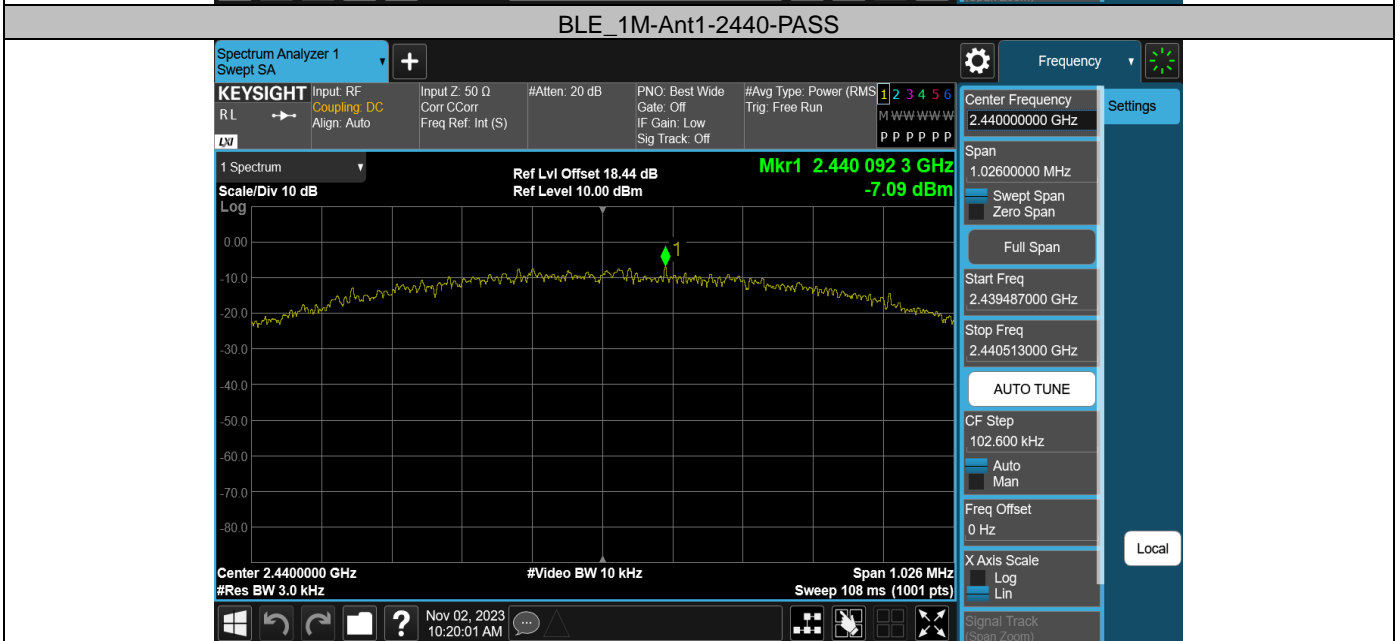 (Span Zoom)
BLE_1M-Ant1-2440-PASS
Spectrum Analyzer 1
Swept SA
Frequency
KEYSIGHT
RL
LXI
Input: RF
Coupling: DC
Align: Auto
Input Z: 50 Ω
Corr CCorr
Freq Ref: Int (S)
#Atten: 20 dB
PNO: Best Wide
Gate: Off
IF Gain: Low
Sig Track: Off
#Avg Type: Power (RMS
Trig: Free Run
1 2 3 4 5 6
M W W W W W
P P P P P P
Center Frequency
2.440000000 GHz
Settings
1 Spectrum
Scale/Div 10 dB
Log
Ref Lvl Offset 18.44 dB
Ref Level 10.00 dBm
Mkr1 2.440 092 3 GHz
-7.09 dBm
1
0.00
-10.0
-20.0
-30.0
-40.0
-50.0
-60.0
-70.0
-80.0
Span
1.02600000 MHz
Swept Span
Zero Span
Full Span
Start Freq
2.439487000 GHz
Stop Freq
2.440513000 GHz
AUTO TUNE
CF Step
102.600 kHz
Auto
Man
Freq Offset
0 Hz
X Axis Scale
Log
Lin
Local
Center 2.4400000 GHz
#Res BW 3.0 kHz
#Video BW 10 kHz
Span 1.026 MHz
Sweep 108 ms (1001 pts)
?
Nov 02, 2023
10:20:01 AM
Signal Track
(Span Zoom)